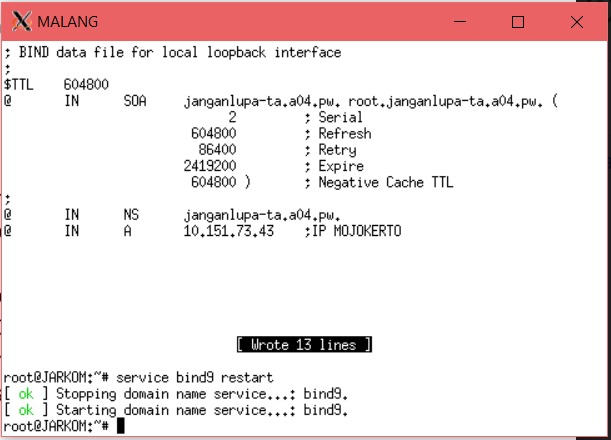 MALANG
; BIND data file for local loopback interface
;
$TTL 604800
@ IN SOA janganlupa-ta.a04.pw. root.janganlupa-ta.a04.pw. (
2 ; Serial
604800 ; Refresh
86400 ; Retry
2419200 ; Expire
604800 ) ; Negative Cache TTL
;
@ IN NS janganlupa-ta.a04.pw.
@ IN A 10.151.73.43 ;IP MOJOKERTO
[ Wrote 13 lines ]
root@JARKOM:~# service bind9 restart
[ ok ] Stopping domain name service...: bind9.
[ ok ] Starting domain name service...: bind9.
root@JARKOM:~#